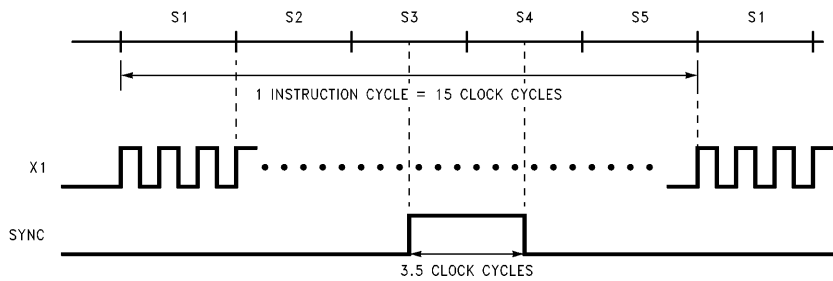 S1 S2 S3 S4 S5 S1
1 INSTRUCTION CYCLE = 15 CLOCK CYCLES
X1
SYNC
3.5 CLOCK CYCLES